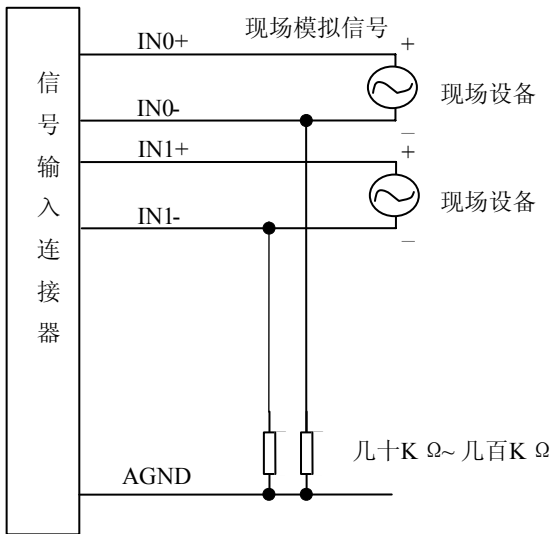 IN0+
现场模拟信号
+
信号输入连接器
现场设备
IN0-
—
IN1+
+
现场设备
IN1-
—
几十K Ω~ 几百K Ω
AGND